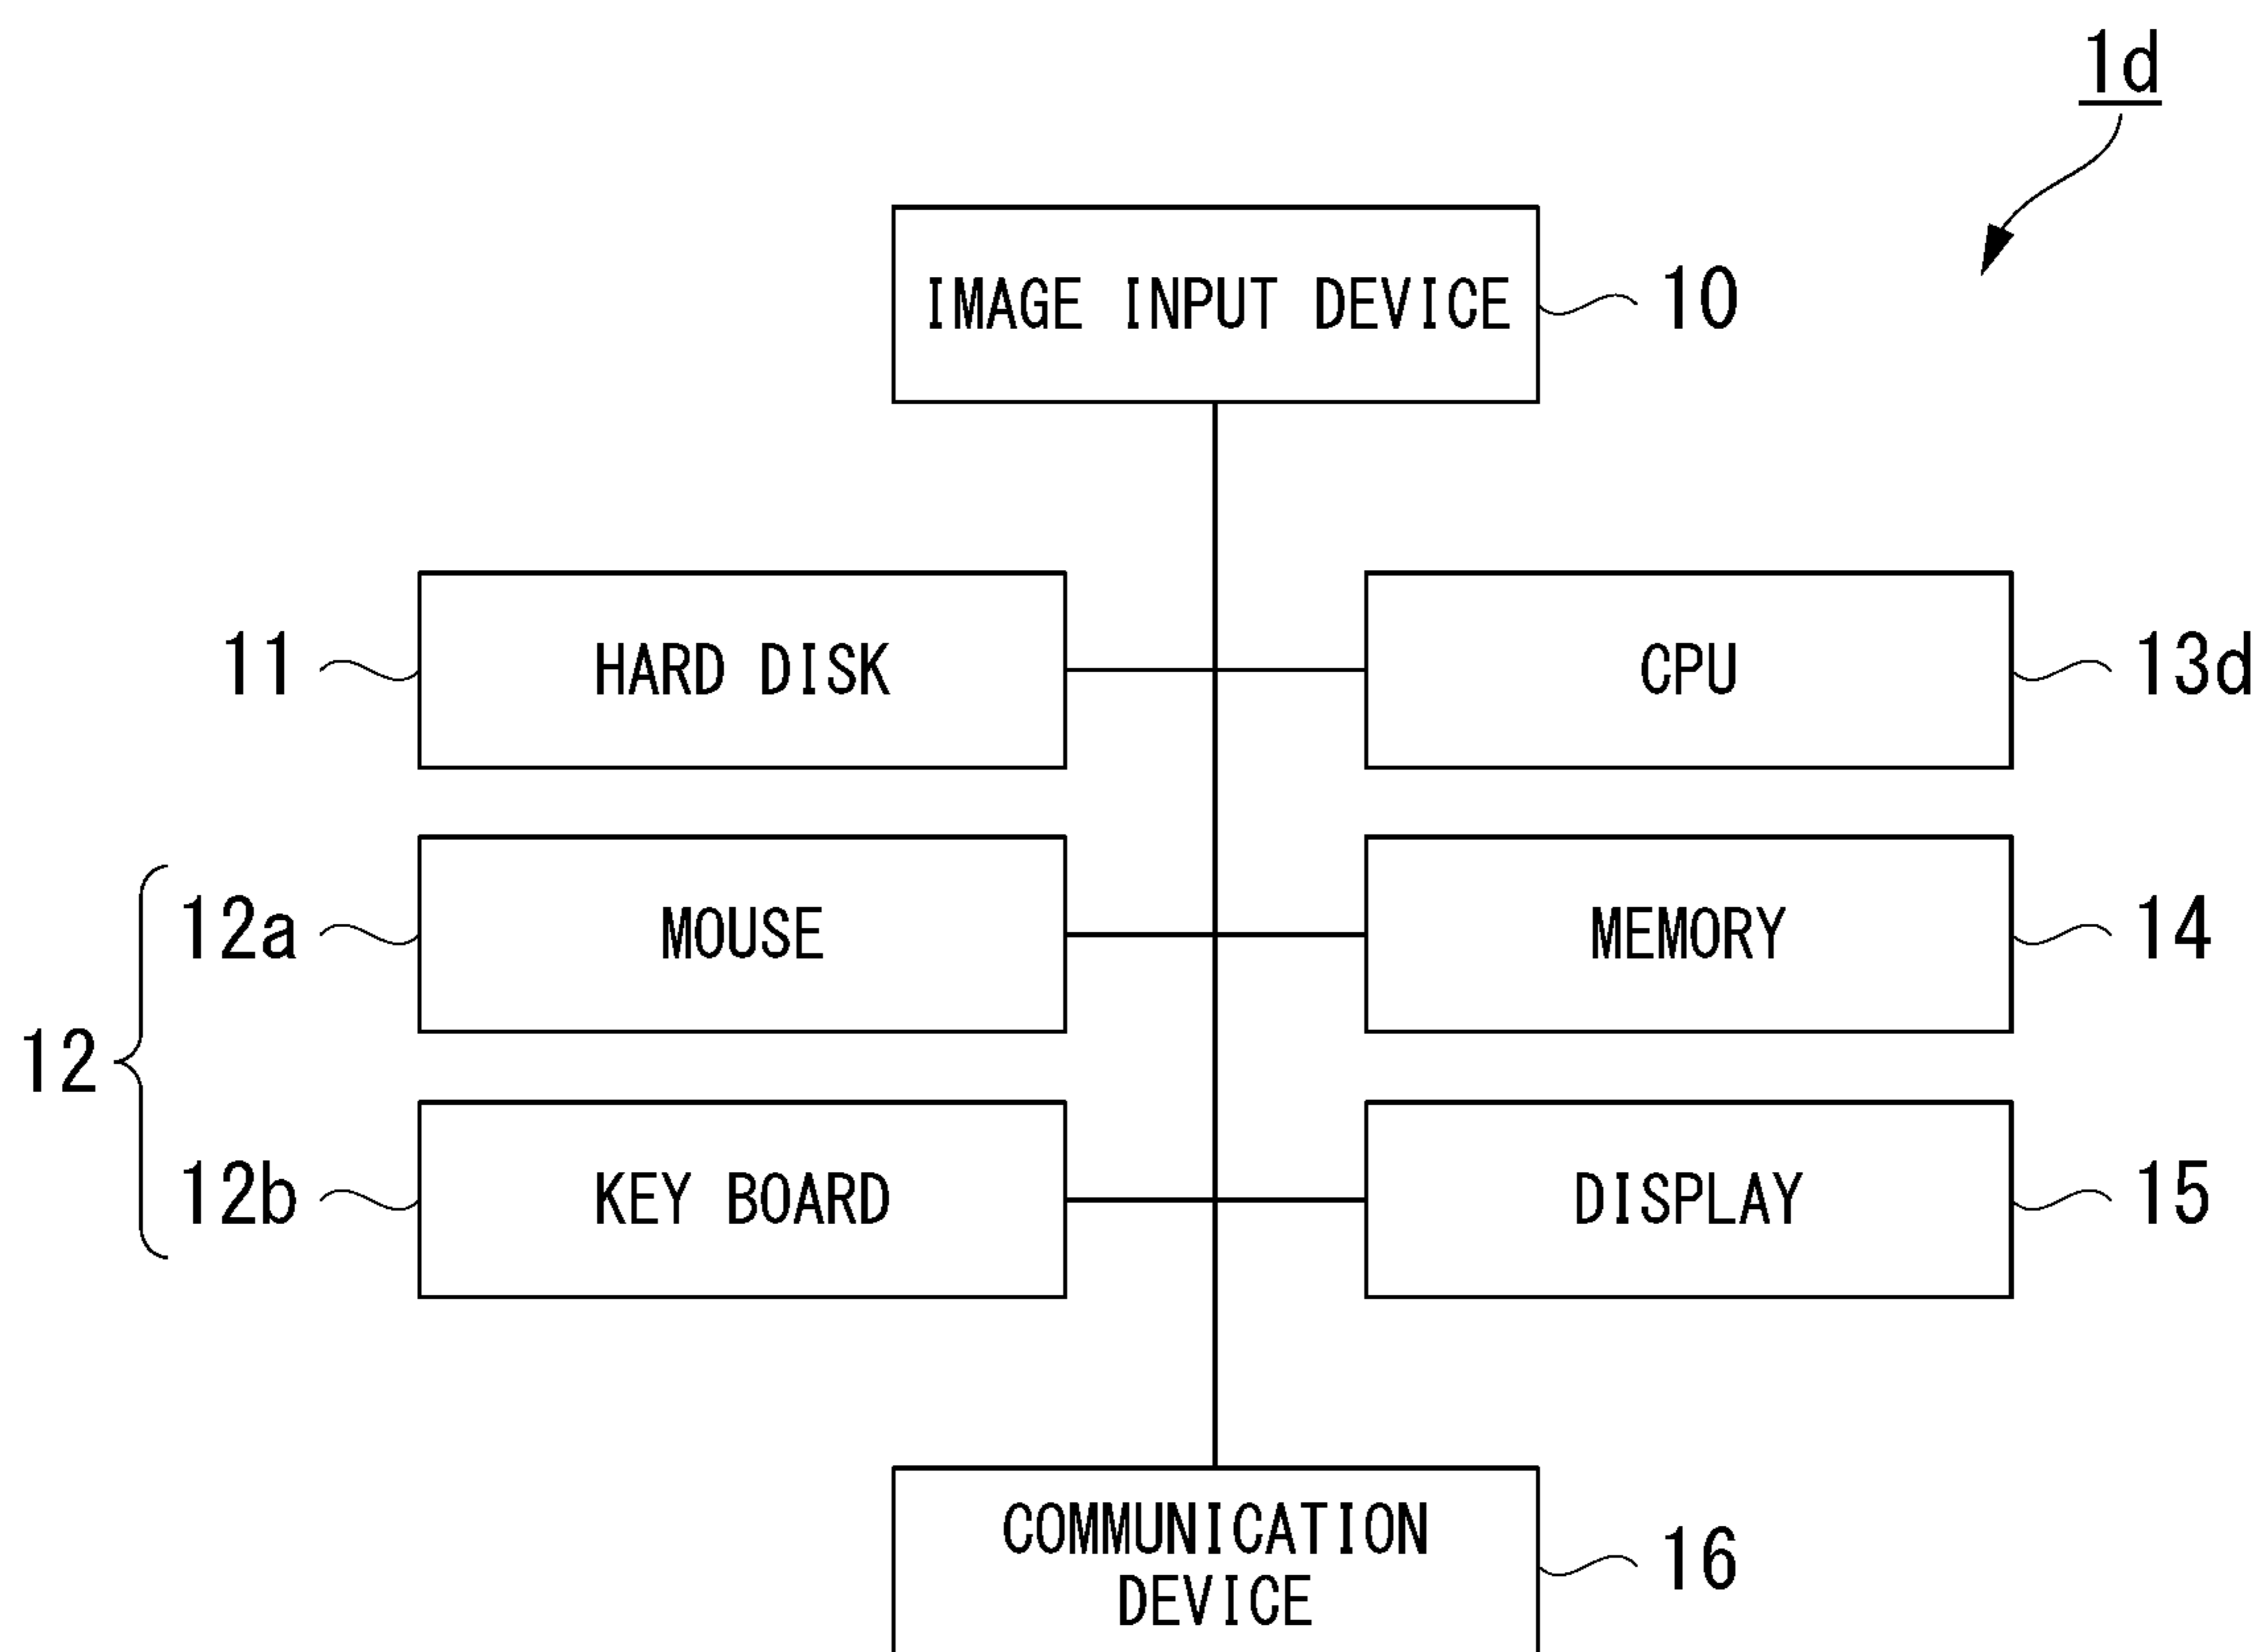 1d
IMAGE INPUT DEVICE
10
11
HARD DISK
CPU
13d
12
12a
MOUSE
MEMORY
14
12b
KEY BOARD
DISPLAY
15
COMMUNICATION
DEVICE
16